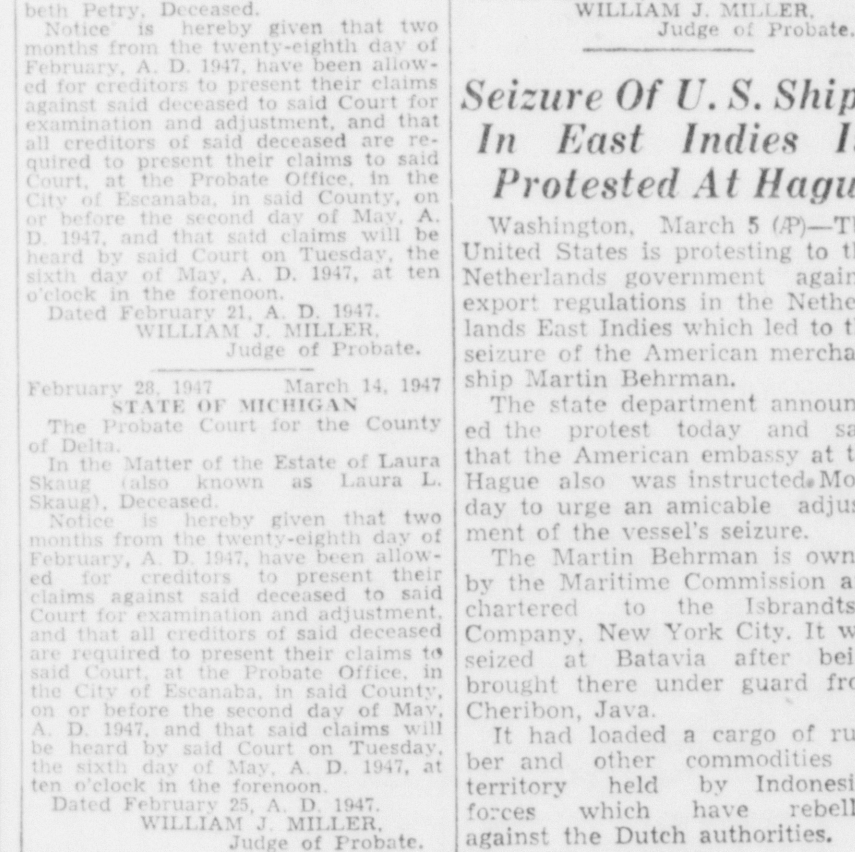 beth Petry, Deceased.
Notice is hereby given that two
months from the twenty-eighth day of
February, A. D. 1947, have been allow-
ed for creditors to present their claims
against said deceased to said Court for
examination and adjustment, and that
all creditors of said deceased are re-
quired to present their claims to said
Court, at the Probate Office, in the
City of Escanaba, in said County, on
or before the second day of May, A.
D. 1947, and that said claims will be
heard by said Court on Tuesday, the
sixth day of May, A. D. 1947, at ten
o'clock in the forenoon.
Dated February 21, A. D. 1947.
WILLIAM J. MILLER,
Judge of Probate.
February 28, 1947 March 14, 1947
STATE OF MICHIGAN
The Probate Court for the County
of Delta.
In the Matter of the Estate of Laura
Skaug (also known as Laura L.
Skaug), Deceased.
Notice is hereby given that two
months from the twenty-eighth day of
February, A. D. 1947, have been allow-
ed for creditors to present their
claims against said deceased to said
Court for examination and adjustment,
and that all creditors of said deceased
are required to present their claims to
said Court, at the Probate Office, in
the City of Escanaba, in said County,
on or before the second day of May,
A. D. 1947, and that said claims will
be heard by said Court on Tuesday,
the sixth day of May, A. D. 1947, at
ten o'clock in the forenoon.
Dated February 25, A. D. 1947.
WILLIAM J. MILLER,
Judge of Probate.
WILLIAM J. MILLER,
Judge of Probate.
Seizure Of U. S. Ship
In East Indies I
Protested At Hagu
Washington, March 5 (AP)—Th
United States is protesting to th
Netherlands government again
export regulations in the Nethe
lands East Indies which led to th
seizure of the American mercha
ship Martin Behrman.
The state department announ
ed the protest today and sa
that the American embassy at t
Hague also was instructed Mo
day to urge an amicable adjus
ment of the vessel's seizure.
The Martin Behrman is own
by the Maritime Commission a
chartered to the Isbrandts
Company, New York City. It w
seized at Batavia after bei
brought there under guard fro
Cheribon, Java.
It had loaded a cargo of ru
ber and other commodities
territory held by Indonesi
forces which have rebell
against the Dutch authorities.